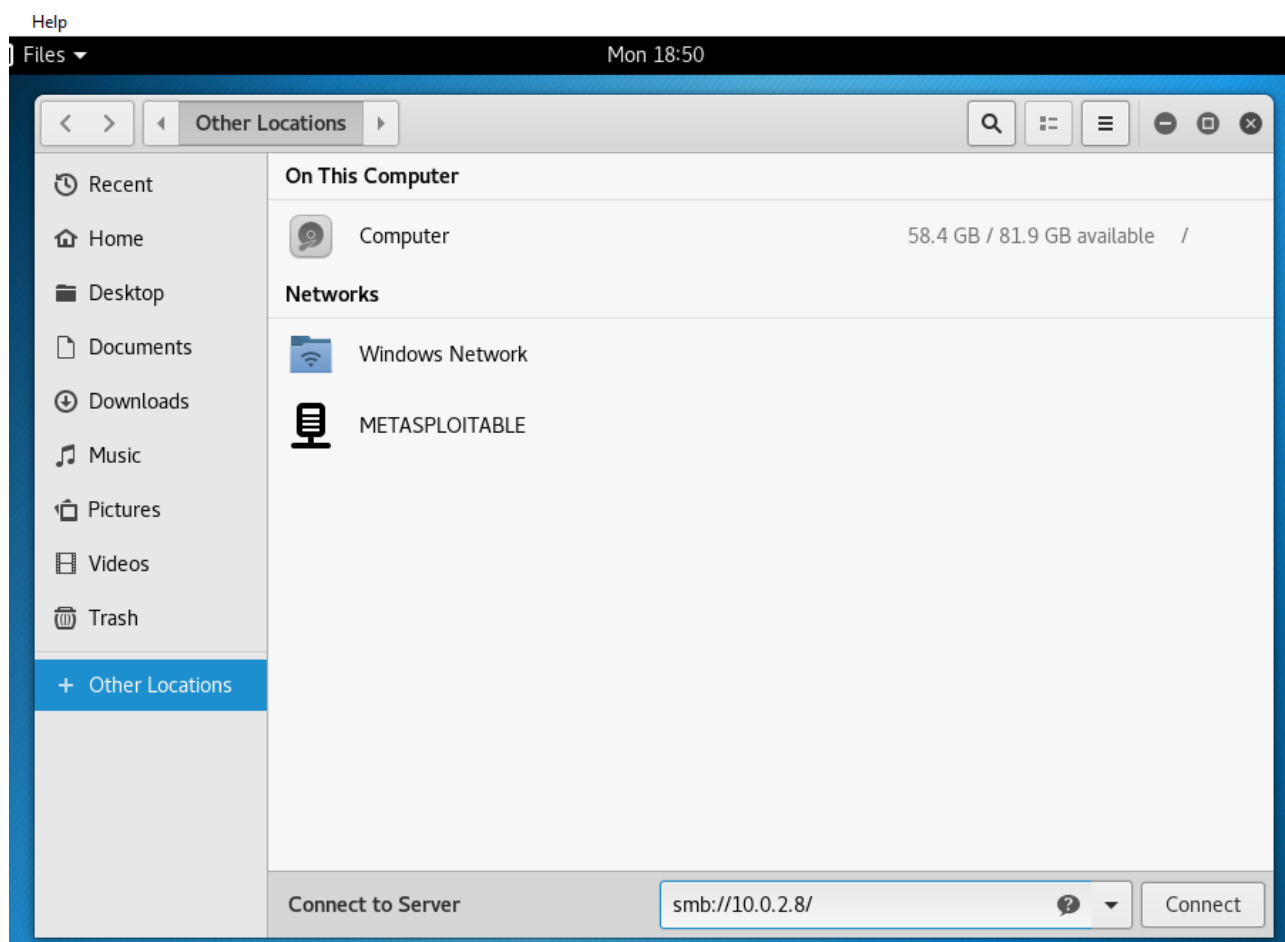 Help
Files
Mon 18:50
Other Locations
Recent
Home
Desktop
Documents
Downloads
Music
Pictures
Videos
Trash
+ Other Locations
On This Computer
Computer 58.4 GB / 81.9 GB available /
Networks
Windows Network
METASPLOITABLE
Connect to Server smb://10.0.2.8/ Connect